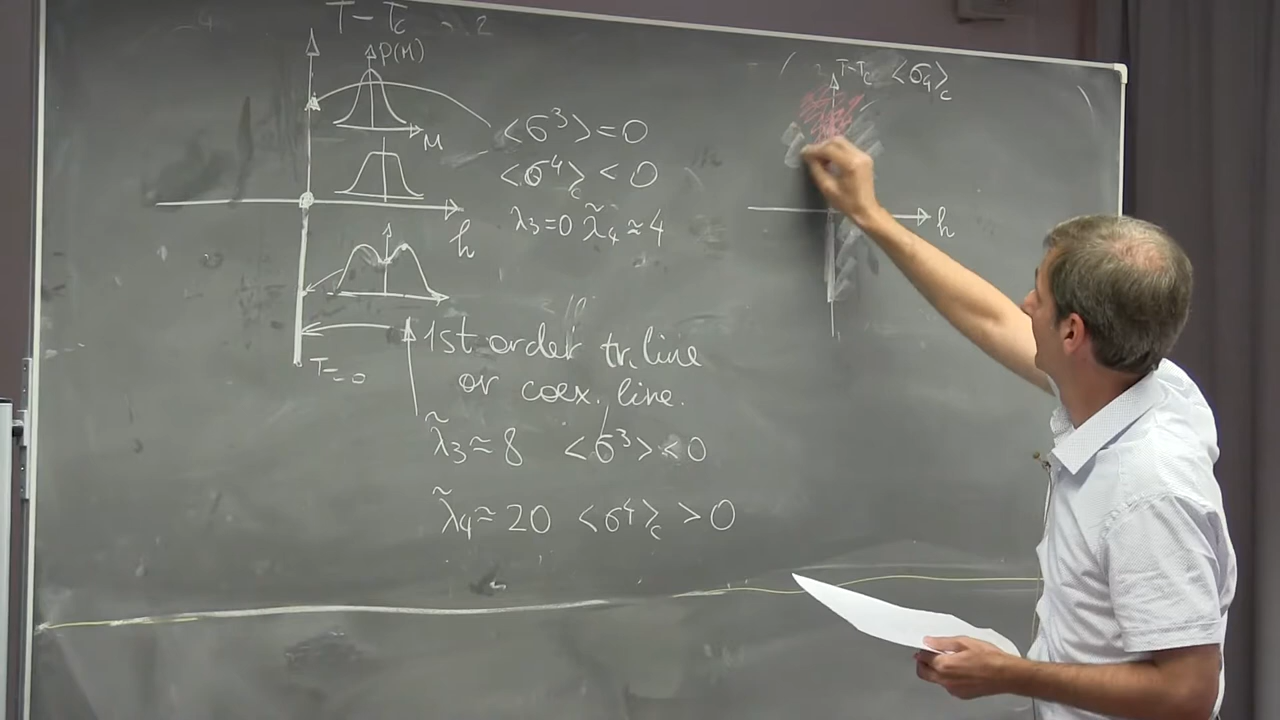 T - Tc
P(M)
M
<σ³> = 0
<σ⁴>c < 0
λ3 = 0 λ̃4 ≈ 4
h
T→0
1st order tr. line
or coex. line.
λ̃3 ≈ 8 <σ³> < 0
λ̃4 ≈ 20 <σ⁴>c > 0
T-Tc <σ4>c
h